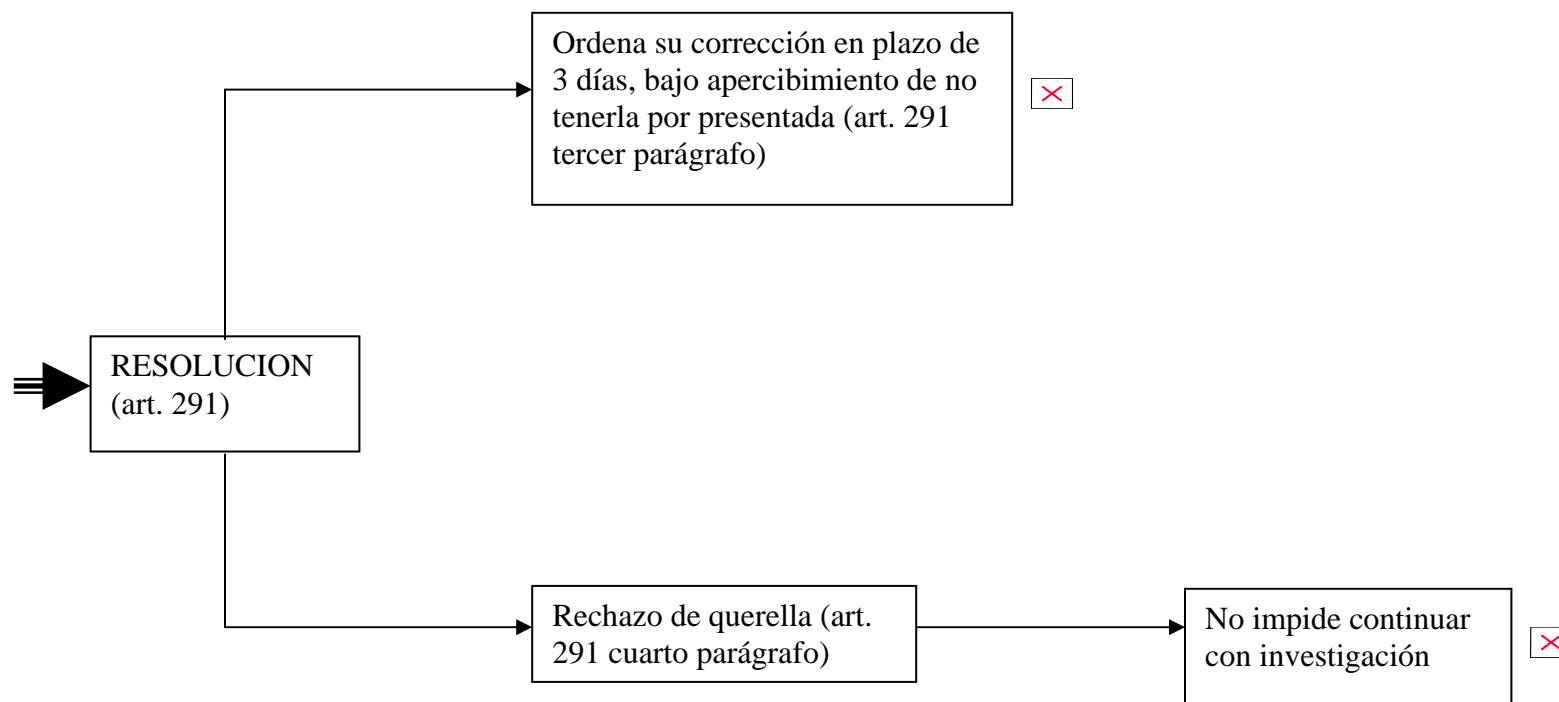 Ordena su corrección en plazo de
3 días, bajo apercibimiento de no
tenerla por presentada (art. 291
tercer parágrafo)
RESOLUCION
(art. 291)
Rechazo de querella (art.
291 cuarto parágrafo)
No impide continuar
con investigación